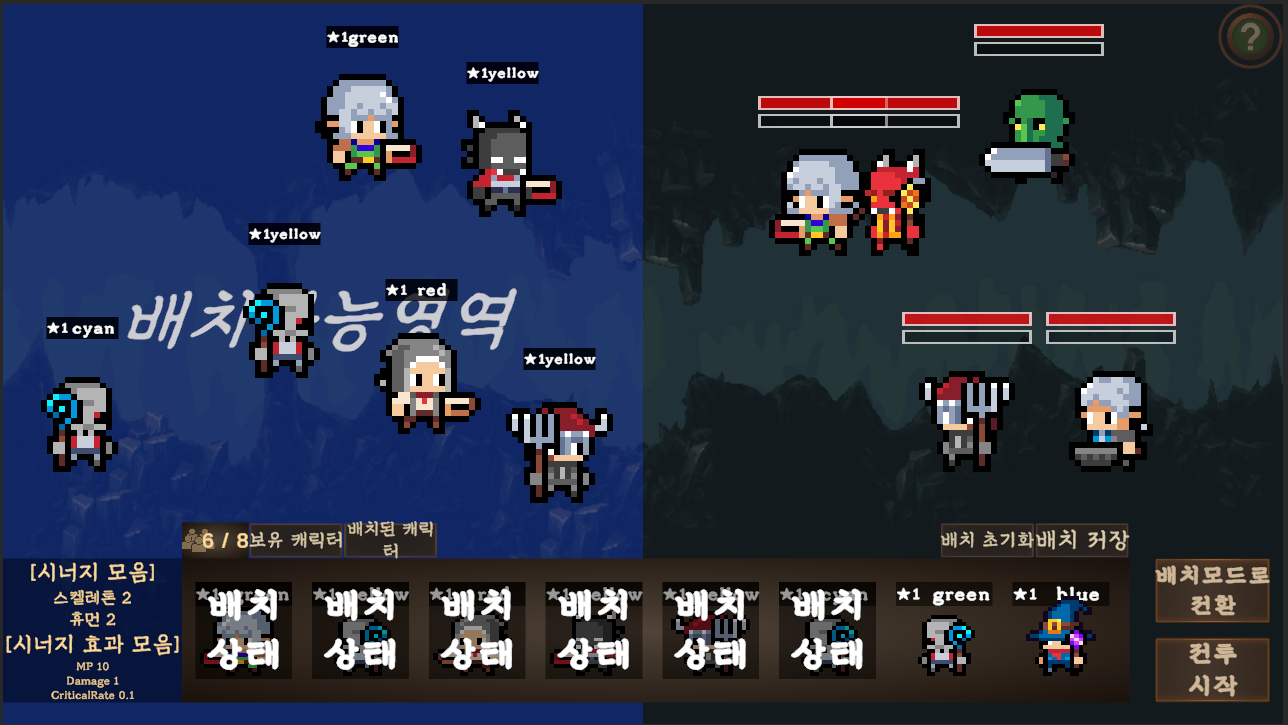 ★1green
★1yellow
?
★1yellow
★1 red
배치 능영역
★1cyan
★1yellow
6 / 8
보유 캐릭터
배치된 캐릭
터
배치 초기화
배치 저장
[시너지 모음]
스켈레톤 2
휴먼 2
[시너지 효과 모음]
MP 10
Damage 1
CriticalRate 0.1
배치
상태
배치
상태
배치
상태
배치
상태
배치
상태
배치
상태
★1 green
★1 blue
배치모드로
전환
전투
시작